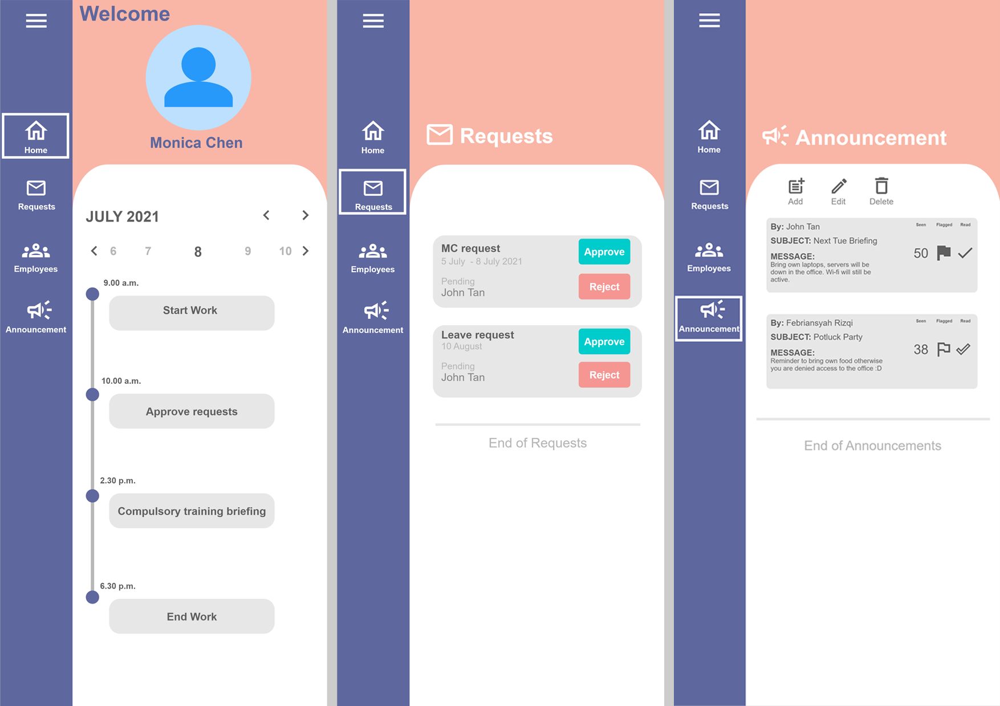 Welcome
Monica Chen
Home
Requests
Employees
Announcement
JULY 2021
6 7 8 9 10
9.00 a.m.
Start Work
10.00 a.m.
Approve requests
2.30 p.m.
Compulsory training briefing
6.30 p.m.
End Work
Home
Requests
Employees
Announcement
Requests
MC request
5 July - 8 July 2021
Pending
John Tan
Approve
Reject
Leave request
10 August
Pending
John Tan
Approve
Reject
End of Requests
Home
Requests
Employees
Announcement
Announcement
Add Edit Delete
By: John Tan
SUBJECT: Next Tue Briefing
MESSAGE:
Bring own laptops, servers will be
down in the office. Wi-fi will still be
active.
Seen Flagged Read
50
By: Febriansyah Rizqi
SUBJECT: Potluck Party
MESSAGE:
Reminder to bring own food otherwise
you are denied access to the office :D
Seen Flagged Read
38
End of Announcements